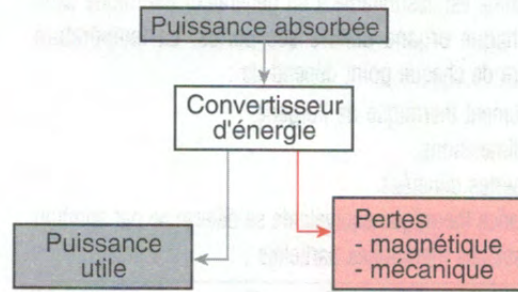 Puissance absorbée
Convertisseur
d'énergie
Puissance
utile
Pertes
- magnétique
- mécanique